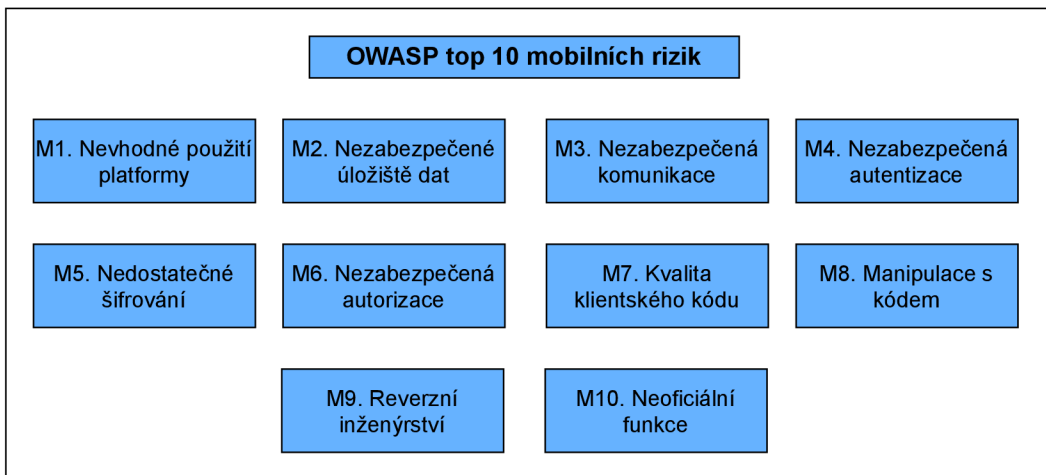 OWASP top 10 mobilních rizik
M1. Nevhodné použití
platformy
M2. Nezabezpečené
úložiště dat
M3. Nezabezpečená
komunikace
M4. Nezabezpečená
autentizace
M5. Nedostatečné
šifrování
M6. Nezabezpečená
autorizace
M7. Kvalita
klientského kódu
M8. Manipulace s
kódem
M9. Reverzní
inženýrství
M10. Neoficiální
funkce